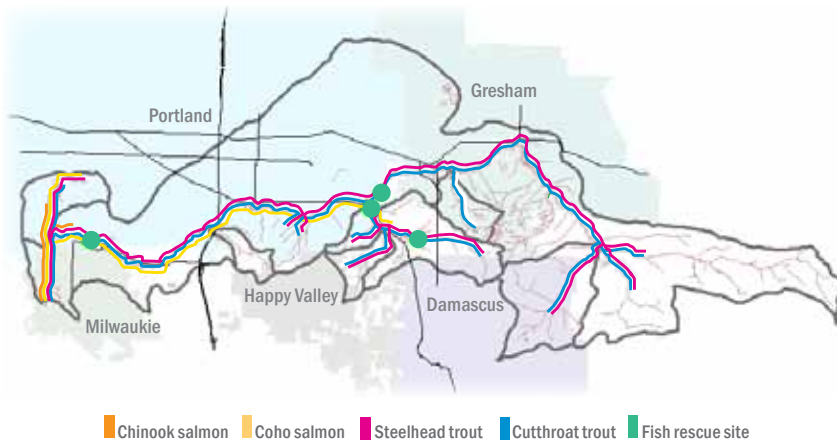 Gresham
Portland
Happy Valley
Damascus
Milwaukie
Chinook salmon
Coho salmon
Steelhead trout
Cutthroat trout
Fish rescue site